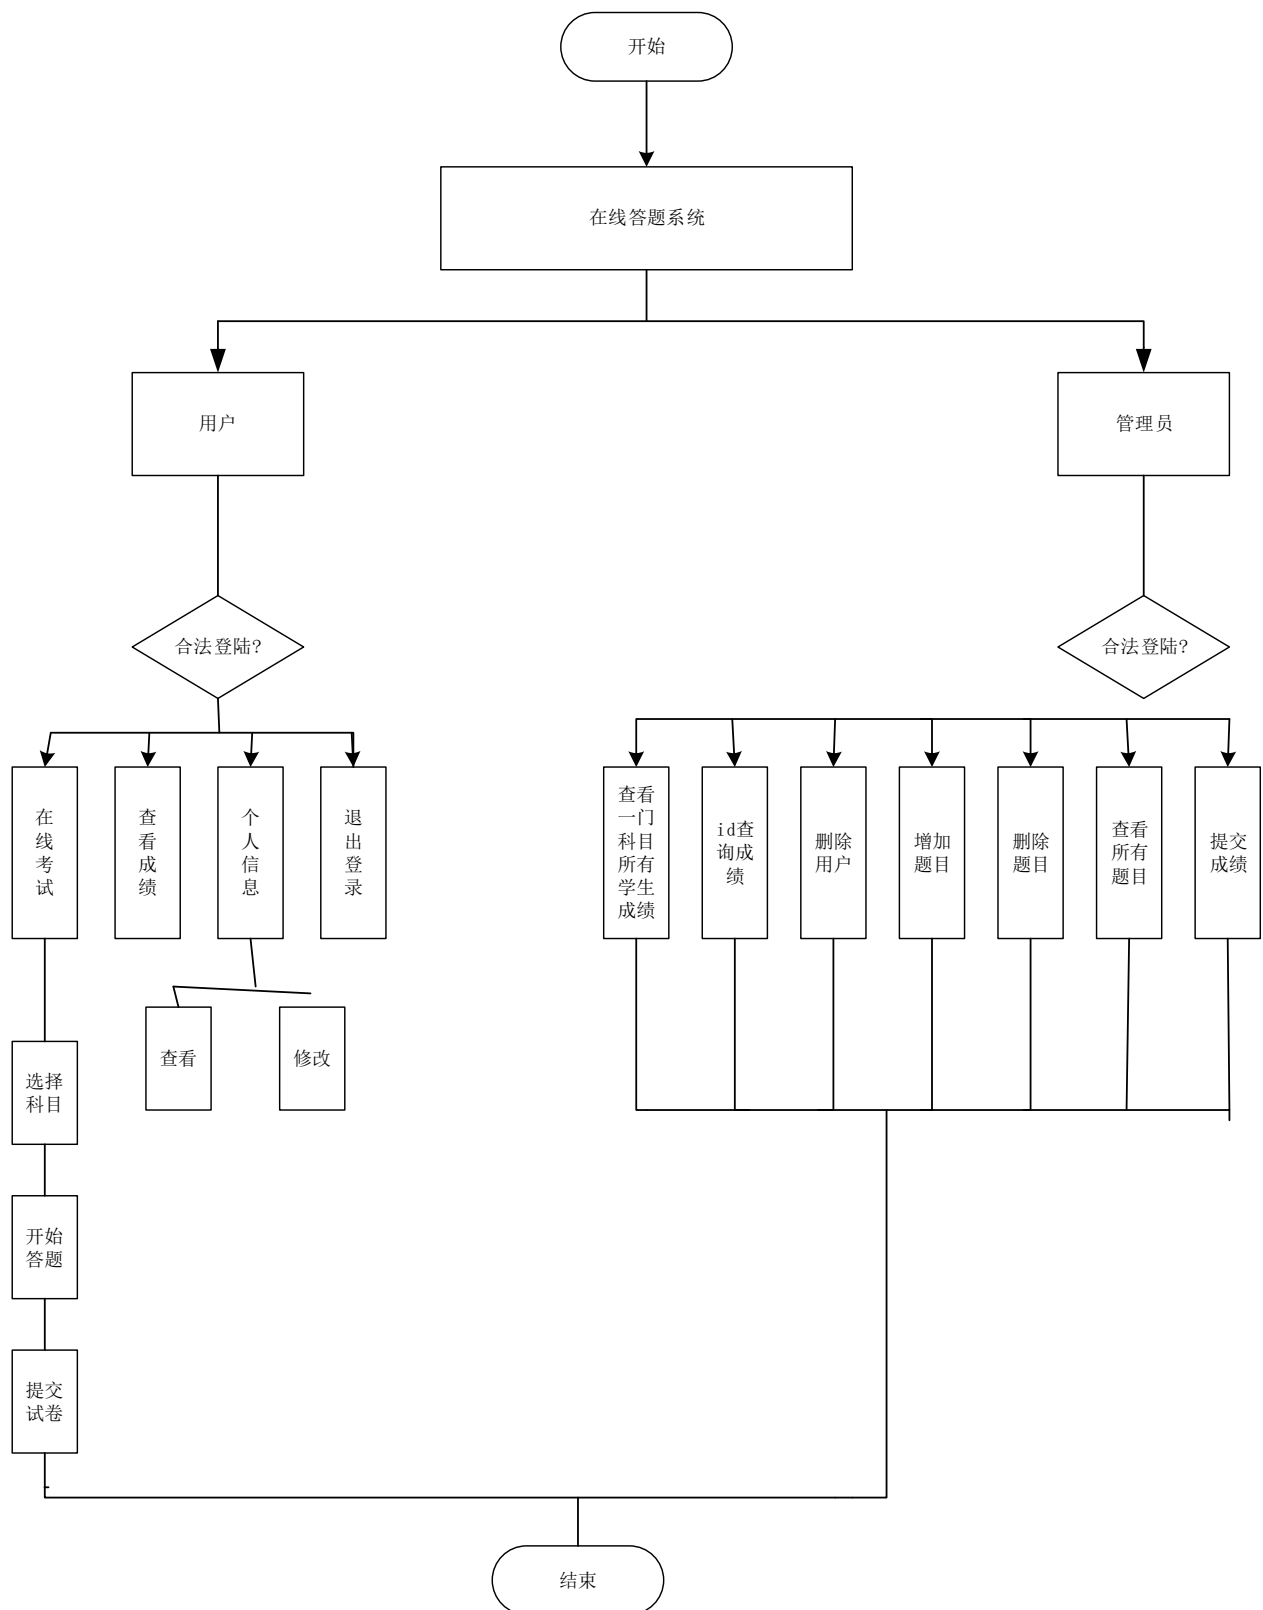 开始
在线答题系统
用户
管理员
合法登陆?
合法登陆?
在
线
考
试
查
看
成
绩
个
人
信
息
退
出
登
录
查看
一门
科目
所有
学生
成绩
id查
询成
绩
删除
用户
增加
题目
删除
题目
查看
所有
题目
提交
成绩
选择
科目
查看
修改
开始
答题
提交
试卷
结束